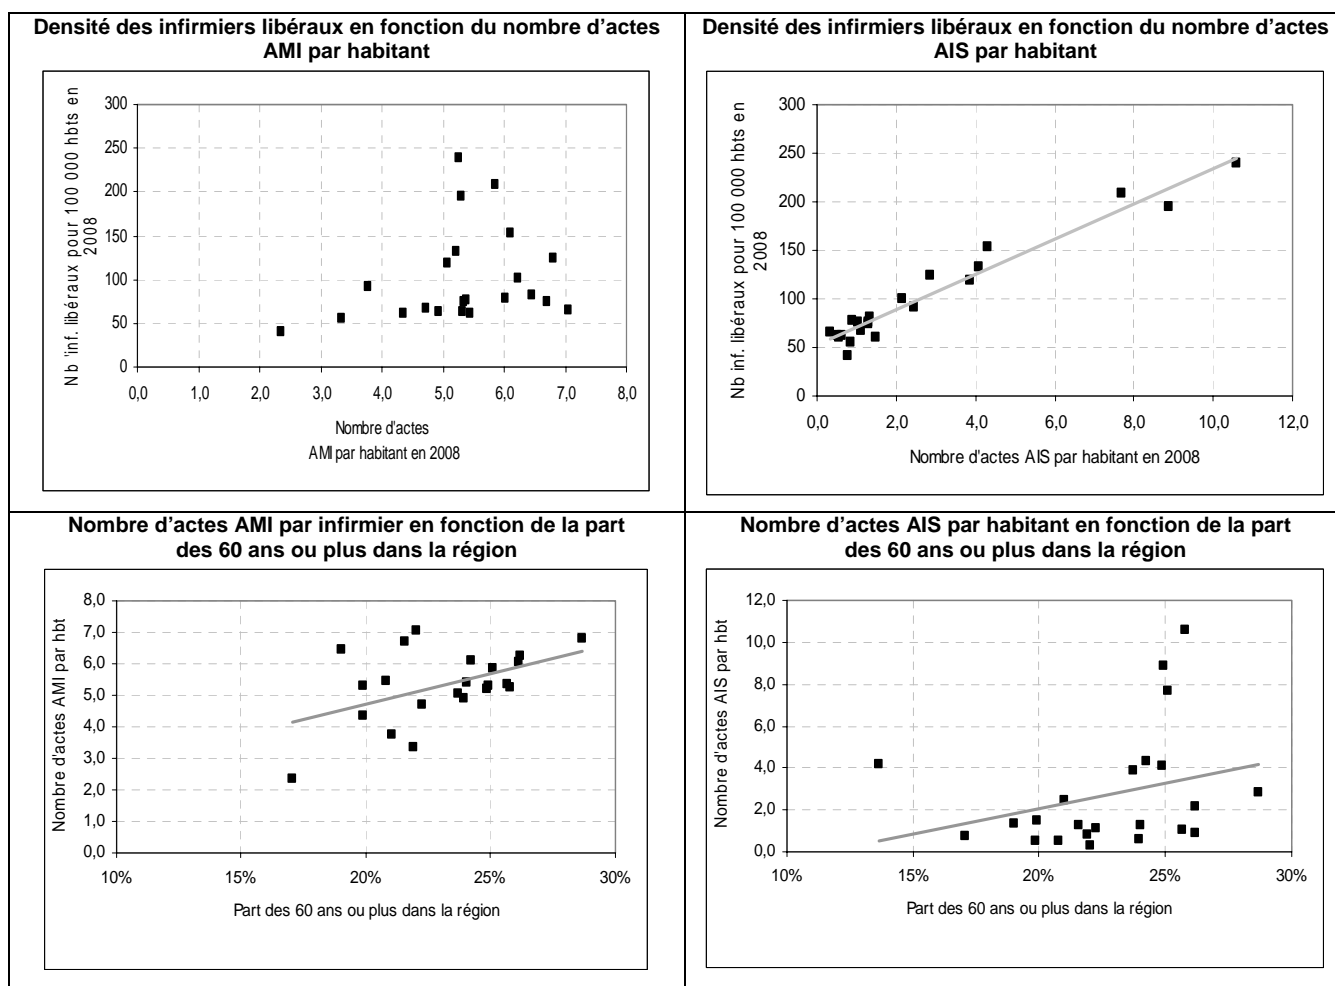 Densité des infirmiers libéraux en fonction du nombre d'actes
AMI par habitant
Nb 'inf. libéraux pour 100 000 hbts en
2008
300
250
200
150
100
50
0
0,0 1,0 2,0 3,0 4,0 5,0 6,0 7,0 8,0
Nombre d'actes
AMI par habitant en 2008
Densité des infirmiers libéraux en fonction du nombre d'actes
AIS par habitant
Nb inf. libéraux pour 100 000 hbts en
2008
300
250
200
150
100
50
0
0,0 2,0 4,0 6,0 8,0 10,0 12,0
Nombre d'actes AIS par habitant en 2008
Nombre d'actes AMI par infirmier en fonction de la part
des 60 ans ou plus dans la région
Nombre d'actes AMI par hbt
8,0
7,0
6,0
5,0
4,0
3,0
2,0
1,0
0,0
10% 15% 20% 25% 30%
Part des 60 ans ou plus dans la région
Nombre d'actes AIS par habitant en fonction de la part
des 60 ans ou plus dans la région
Nombre d'actes AIS par hbt
12,0
10,0
8,0
6,0
4,0
2,0
0,0
10% 15% 20% 25% 30%
Part des 60 ans ou plus dans la région